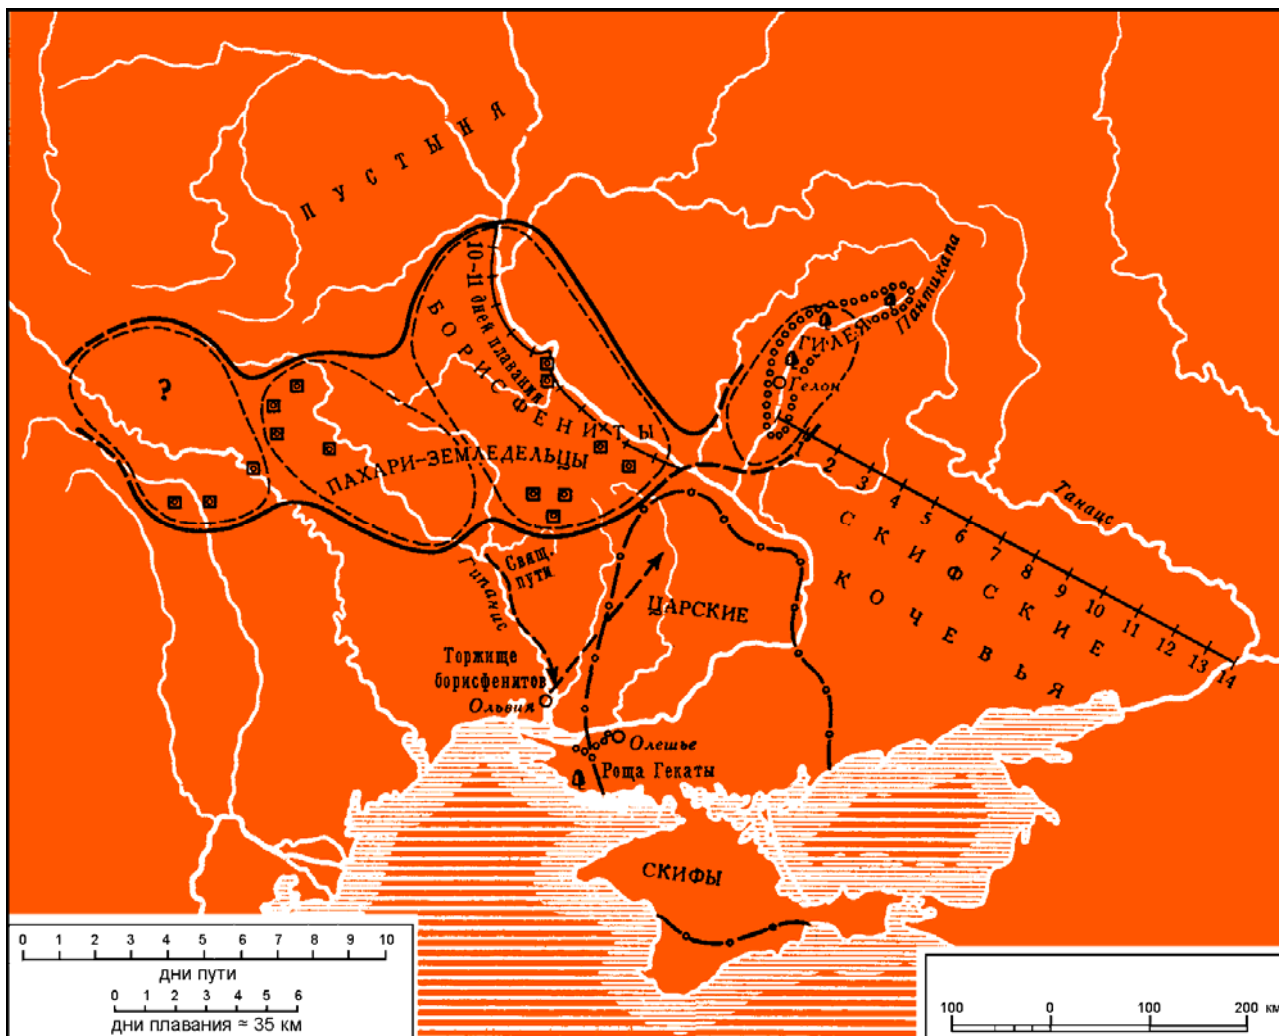 ПУСТЫНЯ
10-11 дней плавания
БОРИСФЕНИТЫ
Пантикапа
ГИЛЕЯ
Гелон
?
ПАХАРИ-ЗЕМЛЕДЕЛЬЦЫ
1 2 3 4 5 6 7 8 9 10 11 12 13 14
Танаис
СКИФСКИЕ
КОЧЕВЬЯ
Гипанис
Свящ.
пути
ЦАРСКИЕ
Торжище
борисфенитов
Ольвия
Олешье
Роща Гекаты
СКИФЫ
0 1 2 3 4 5 6 7 8 9 10
дни пути
0 1 2 3 4 5 6
дни плавания ≃ 35 км
100 0 100 200 км